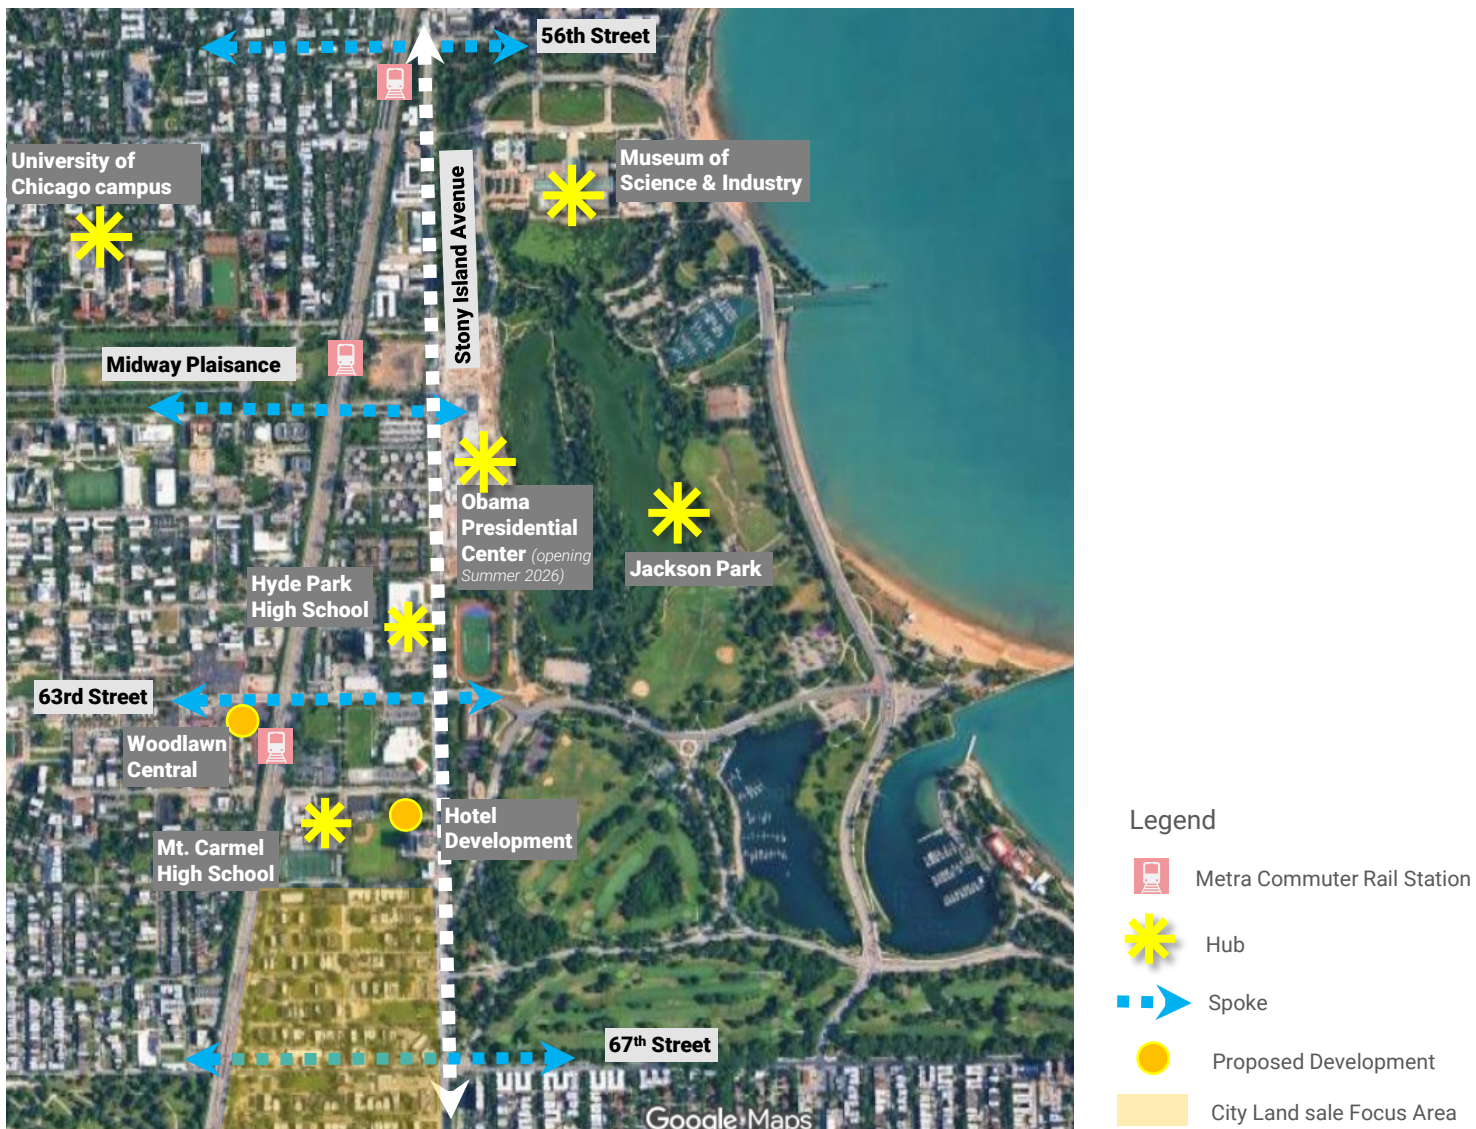 56th Street
University of
Chicago campus
Museum of
Science & Industry
Stony Island Avenue
Midway Plaisance
Obama
Presidential
Center (opening
Summer 2026)
Jackson Park
Hyde Park
High School
63rd Street
Woodlawn
Central
Hotel
Development
Mt. Carmel
High School
67th Street
Google Maps
Legend
Metra Commuter Rail Station
Hub
Spoke
Proposed Development
City Land sale Focus Area